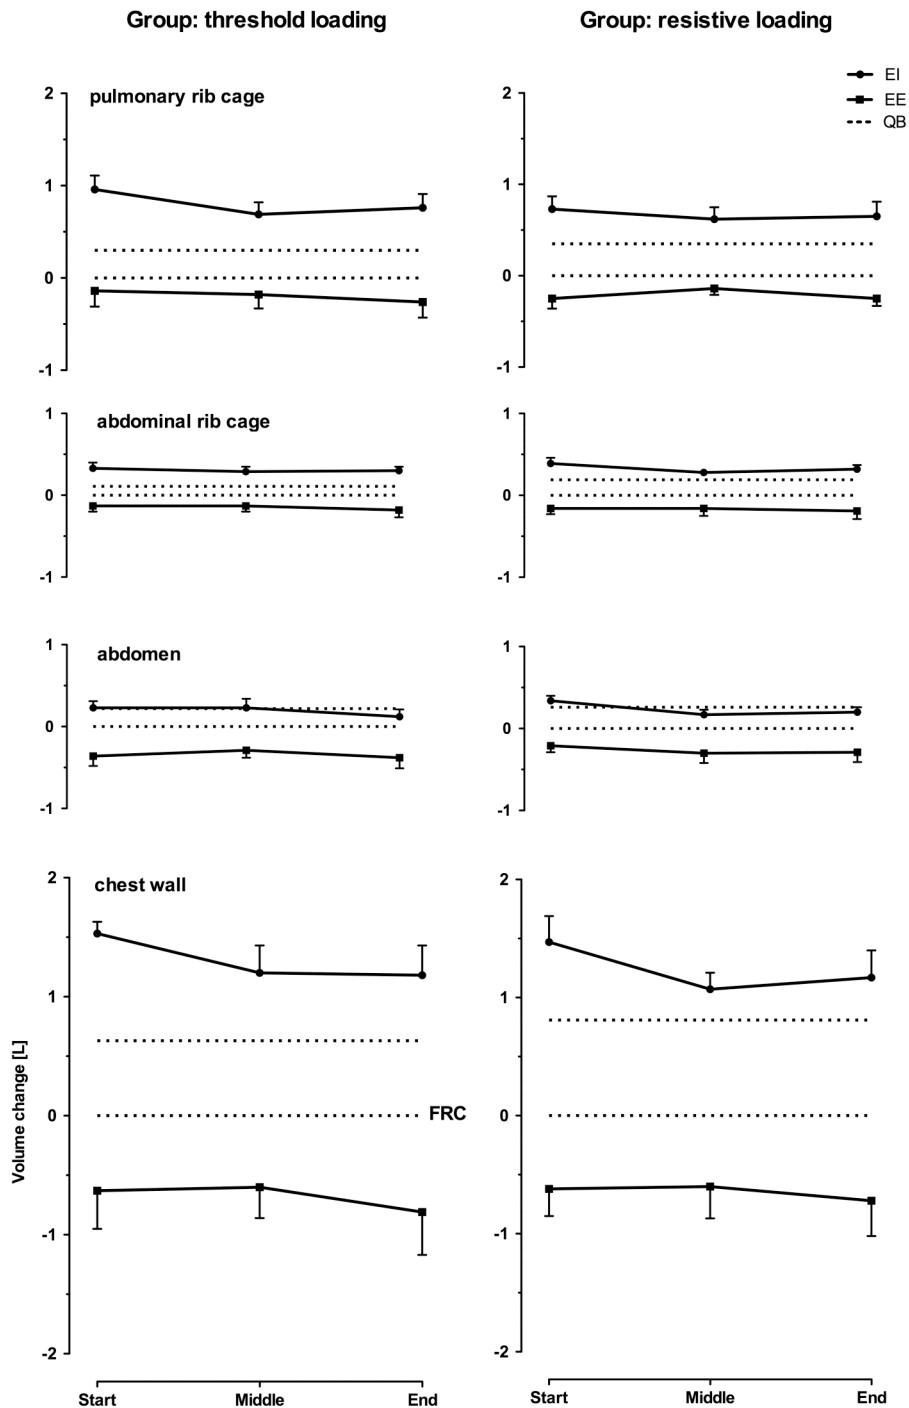 Group: threshold loading
Group: resistive loading
EI
EE
QB
pulmonary rib cage
2
1
0
-1
2
1
0
-1
abdominal rib cage
1
0
-1
1
0
-1
abdomen
1
0
-1
1
0
-1
chest wall
Volume change [L]
2
1
0
-1
-2
FRC
2
1
0
-1
-2
Start Middle End
Start Middle End